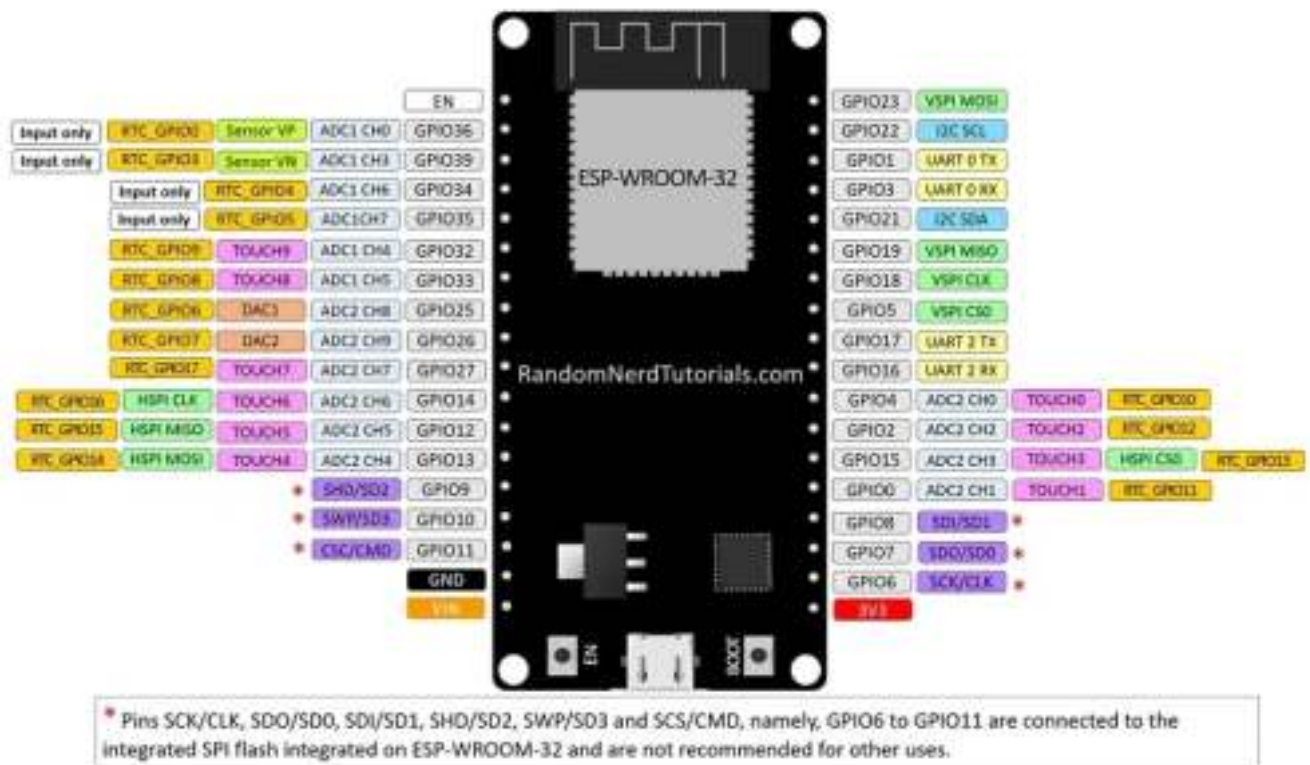 EN
Input only RTC_GPIO0 Sensor VP ADC1 CH0 GPIO36
Input only RTC_GPIO3 Sensor VN ADC1 CH3 GPIO39
Input only RTC_GPIO4 ADC1 CH6 GPIO34
Input only RTC_GPIO5 ADC1CH7 GPIO35
RTC_GPIO9 TOUCH9 ADC1 CH4 GPIO32
RTC_GPIO8 TOUCH8 ADC1 CH5 GPIO33
RTC_GPIO6 DAC1 ADC2 CH8 GPIO25
RTC_GPIO7 DAC2 ADC2 CH9 GPIO26
RTC_GPIO17 TOUCH7 ADC2 CH7 GPIO27
RTC_GPIO16 HSPI CLK TOUCH6 ADC2 CH6 GPIO14
RTC_GPIO15 HSPI MISO TOUCH5 ADC2 CH5 GPIO12
RTC_GPIO14 HSPI MOSI TOUCH4 ADC2 CH4 GPIO13
* SHD/SD2 GPIO9
* SWP/SD3 GPIO10
* CSC/CMD GPIO11
GND
VIN
ESP-WROOM-32
RandomNerdTutorials.com
EN
BOOT
GPIO23 VSPI MOSI
GPIO22 I2C SCL
GPIO1 UART 0 TX
GPIO3 UART 0 RX
GPIO21 I2C SDA
GPIO19 VSPI MISO
GPIO18 VSPI CLK
GPIO5 VSPI CS0
GPIO17 UART 2 TX
GPIO16 UART 2 RX
GPIO4 ADC2 CH0 TOUCH0 RTC_GPIO10
GPIO2 ADC2 CH2 TOUCH2 RTC_GPIO12
GPIO15 ADC2 CH3 TOUCH3 HSPI CS0 RTC_GPIO13
GPIO0 ADC2 CH1 TOUCH1 RTC_GPIO11
GPIO8 SDI/SD1 *
GPIO7 SDO/SD0 *
GPIO6 SCK/CLK *
3V3
* Pins SCK/CLK, SDO/SD0, SDI/SD1, SHD/SD2, SWP/SD3 and SCS/CMD, namely, GPIO6 to GPIO11 are connected to the
integrated SPI flash integrated on ESP-WROOM-32 and are not recommended for other uses.